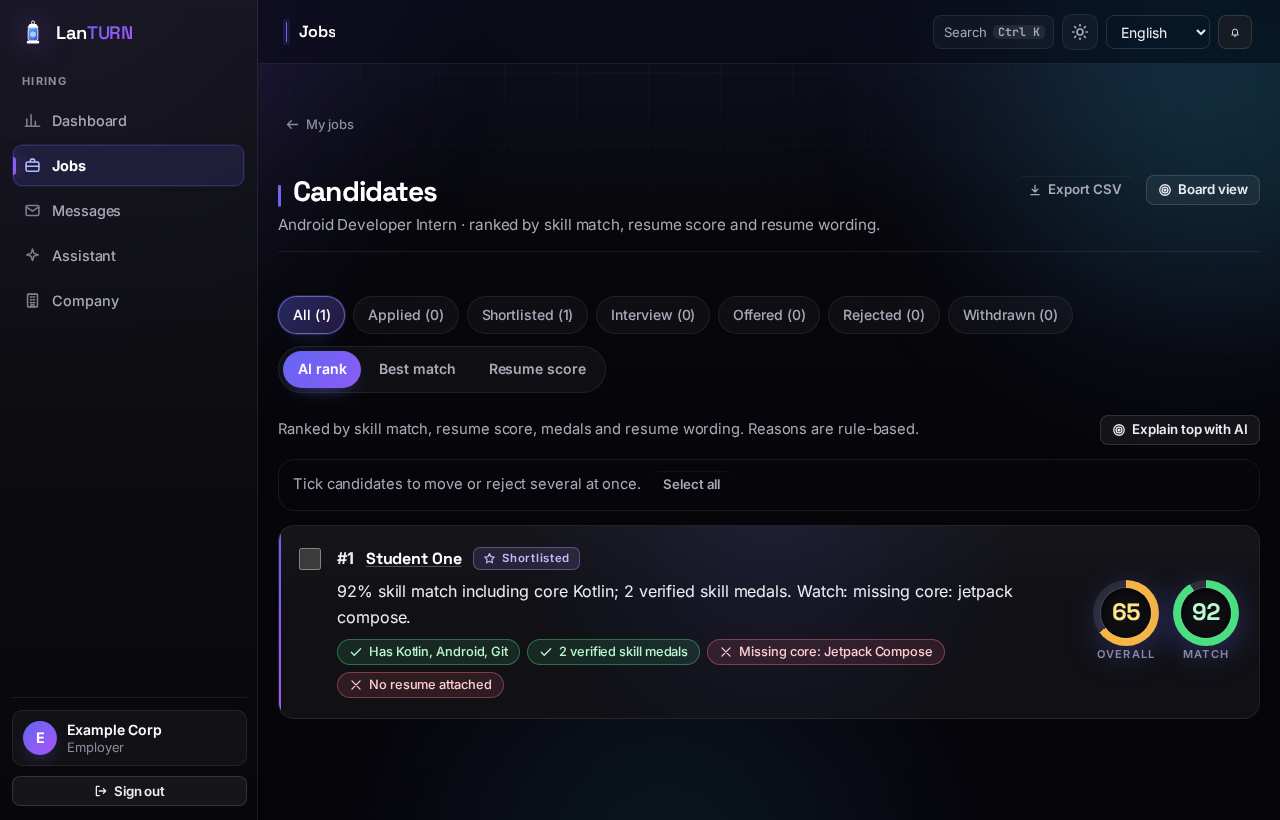 LanTURN
Jobs
Search Ctrl K
English
HIRING
Dashboard
Jobs
Messages
Assistant
Company
My jobs
Candidates
Export CSV
Board view
Android Developer Intern · ranked by skill match, resume score and resume wording.
All (1)
Applied (0)
Shortlisted (1)
Interview (0)
Offered (0)
Rejected (0)
Withdrawn (0)
AI rank
Best match
Resume score
Ranked by skill match, resume score, medals and resume wording. Reasons are rule-based.
Explain top with AI
Tick candidates to move or reject several at once.
Select all
#1 Student One
Shortlisted
92% skill match including core Kotlin; 2 verified skill medals. Watch: missing core: jetpack
compose.
Has Kotlin, Android, Git
2 verified skill medals
Missing core: Jetpack Compose
No resume attached
65
OVERALL
92
MATCH
E
Example Corp
Employer
Sign out